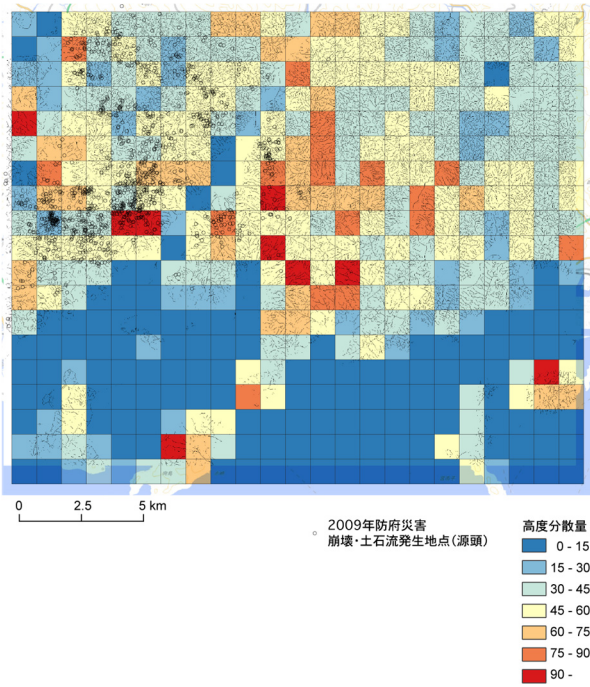 0 2.5 5 km
2009年防府災害
崩壊・土石流発生地点(源頭)
高度分散量
0 - 15
15 - 30
30 - 45
45 - 60
60 - 75
75 - 90
90 -